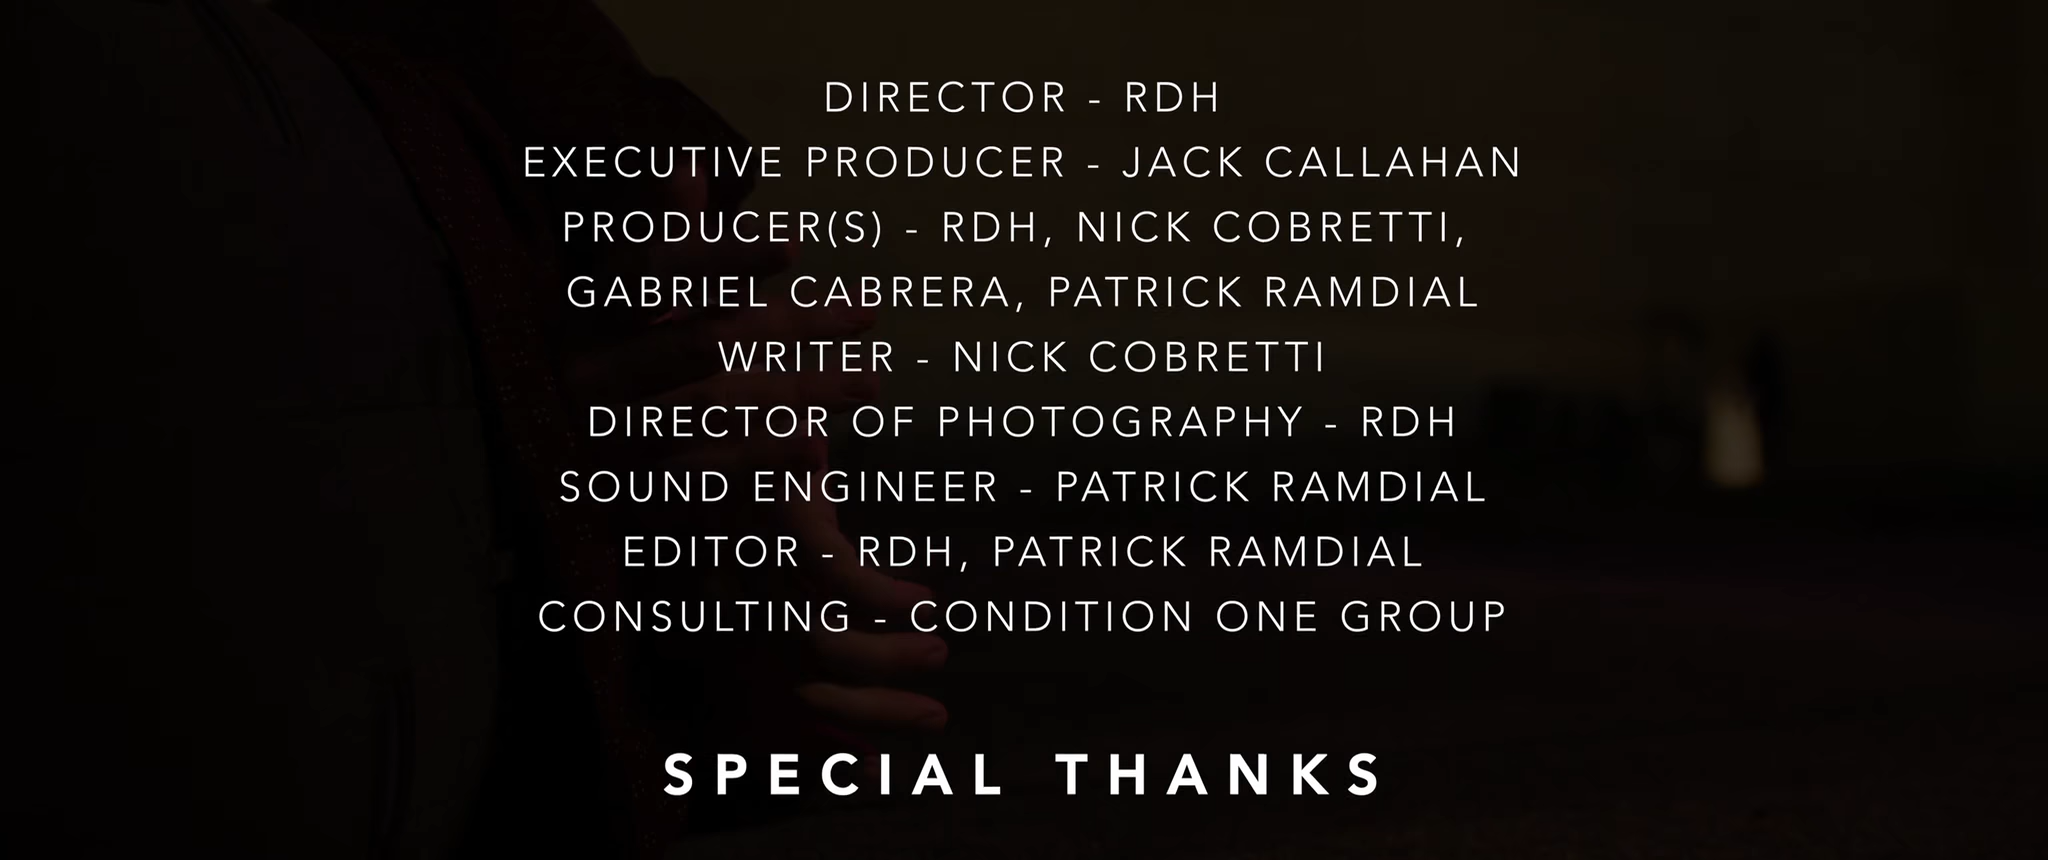 DIRECTOR - RDH
EXECUTIVE PRODUCER - JACK CALLAHAN
PRODUCER(S) - RDH, NICK COBRETTI,
GABRIEL CABRERA, PATRICK RAMDIAL
WRITER - NICK COBRETTI
DIRECTOR OF PHOTOGRAPHY - RDH
SOUND ENGINEER - PATRICK RAMDIAL
EDITOR - RDH, PATRICK RAMDIAL
CONSULTING - CONDITION ONE GROUP
SPECIAL THANKS